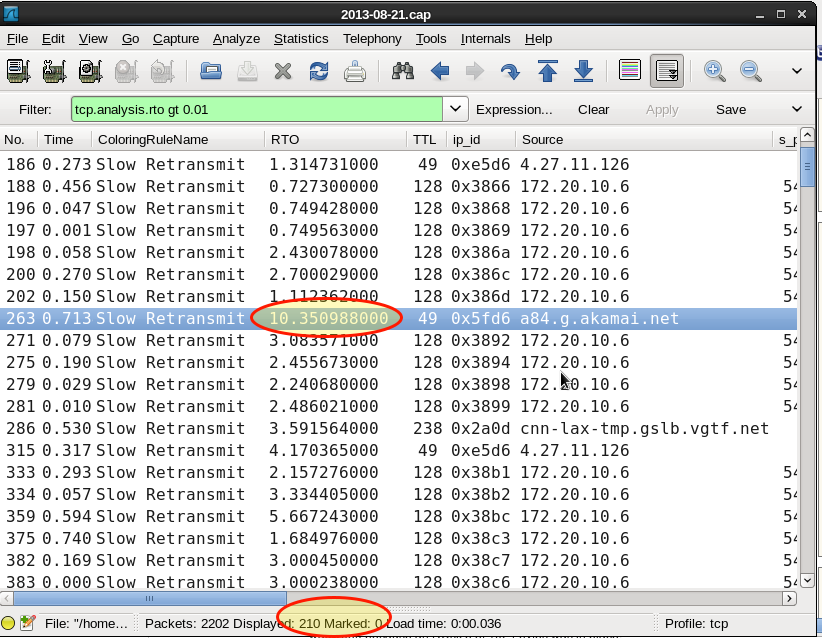 2013-08-21.cap
File Edit View Go Capture Analyze Statistics Telephony Tools Internals Help
Filter: tcp.analysis.rto gt 0.01 Expression... Clear Apply Save
No. Time ColoringRuleName RTO TTL ip_id Source s_p
186 0.273 Slow Retransmit 1.314731000 49 0xe5d6 4.27.11.126
188 0.456 Slow Retransmit 0.727300000 128 0x3866 172.20.10.6 54
196 0.047 Slow Retransmit 0.749428000 128 0x3868 172.20.10.6 54
197 0.001 Slow Retransmit 0.749563000 128 0x3869 172.20.10.6 54
198 0.058 Slow Retransmit 2.430078000 128 0x386a 172.20.10.6 54
200 0.270 Slow Retransmit 2.700029000 128 0x386c 172.20.10.6 54
202 0.150 Slow Retransmit 1.112362000 128 0x386d 172.20.10.6 54
263 0.713 Slow Retransmit 10.350988000 49 0x5fd6 a84.g.akamai.net
271 0.079 Slow Retransmit 3.083571000 128 0x3892 172.20.10.6 54
275 0.190 Slow Retransmit 2.455673000 128 0x3894 172.20.10.6 54
279 0.029 Slow Retransmit 2.240680000 128 0x3898 172.20.10.6 54
281 0.010 Slow Retransmit 2.486021000 128 0x3899 172.20.10.6 54
286 0.530 Slow Retransmit 3.591564000 238 0x2a0d cnn-lax-tmp.gslb.vgtf.net
315 0.317 Slow Retransmit 4.170365000 49 0xe5d6 4.27.11.126
333 0.293 Slow Retransmit 2.157276000 128 0x38b1 172.20.10.6 54
334 0.057 Slow Retransmit 3.334405000 128 0x38b2 172.20.10.6 54
359 0.594 Slow Retransmit 5.667243000 128 0x38bc 172.20.10.6 54
375 0.740 Slow Retransmit 1.684976000 128 0x38c3 172.20.10.6 54
382 0.169 Slow Retransmit 3.000450000 128 0x38c7 172.20.10.6 54
383 0.000 Slow Retransmit 3.000238000 128 0x38c6 172.20.10.6 54
File: "/home... Packets: 2202 Displayed: 210 Marked: 0 Load time: 0:00.036 Profile: tcp